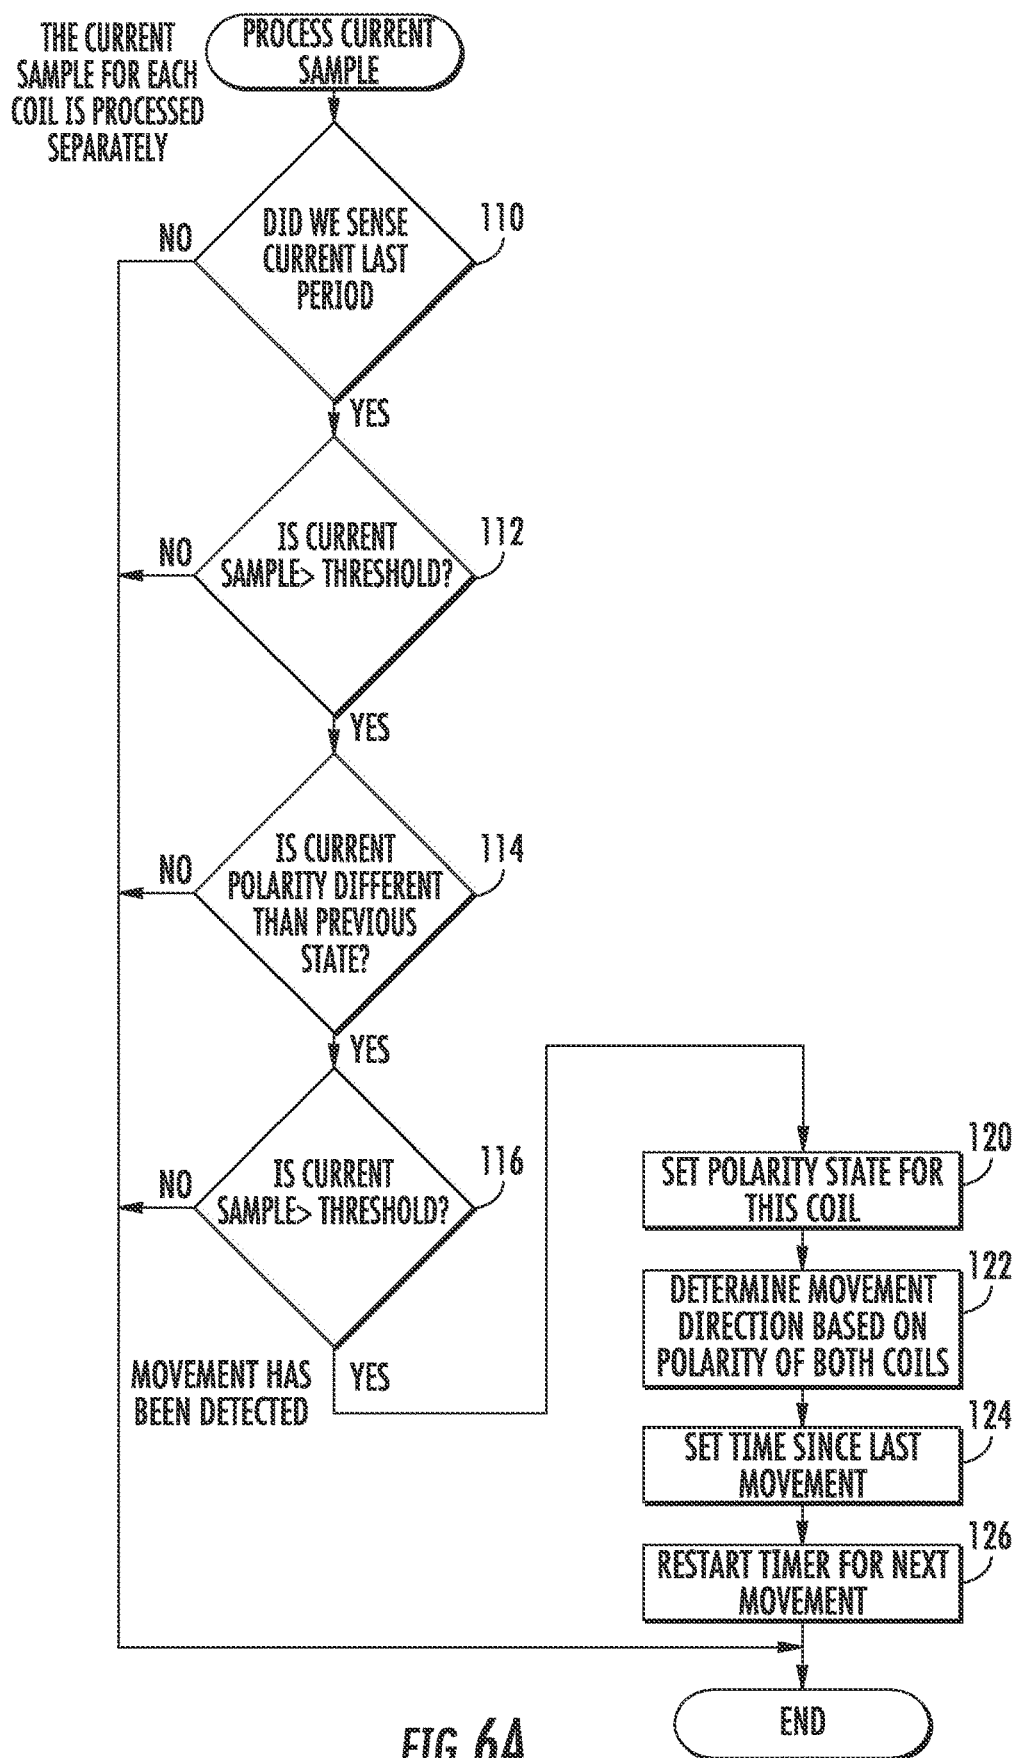 THE CURRENT
SAMPLE FOR EACH
COIL IS PROCESSED
SEPARATELY
PROCESS CURRENT
SAMPLE
DID WE SENSE
CURRENT LAST
PERIOD
110
NO
YES
IS CURRENT
SAMPLE> THRESHOLD?
112
NO
YES
IS CURRENT
POLARITY DIFFERENT
THAN PREVIOUS
STATE?
114
NO
YES
IS CURRENT
SAMPLE> THRESHOLD?
116
NO
YES
MOVEMENT HAS
BEEN DETECTED
SET POLARITY STATE FOR
THIS COIL
120
DETERMINE MOVEMENT
DIRECTION BASED ON
POLARITY OF BOTH COILS
122
SET TIME SINCE LAST
MOVEMENT
124
RESTART TIMER FOR NEXT
MOVEMENT
126
END
FIG. 6A